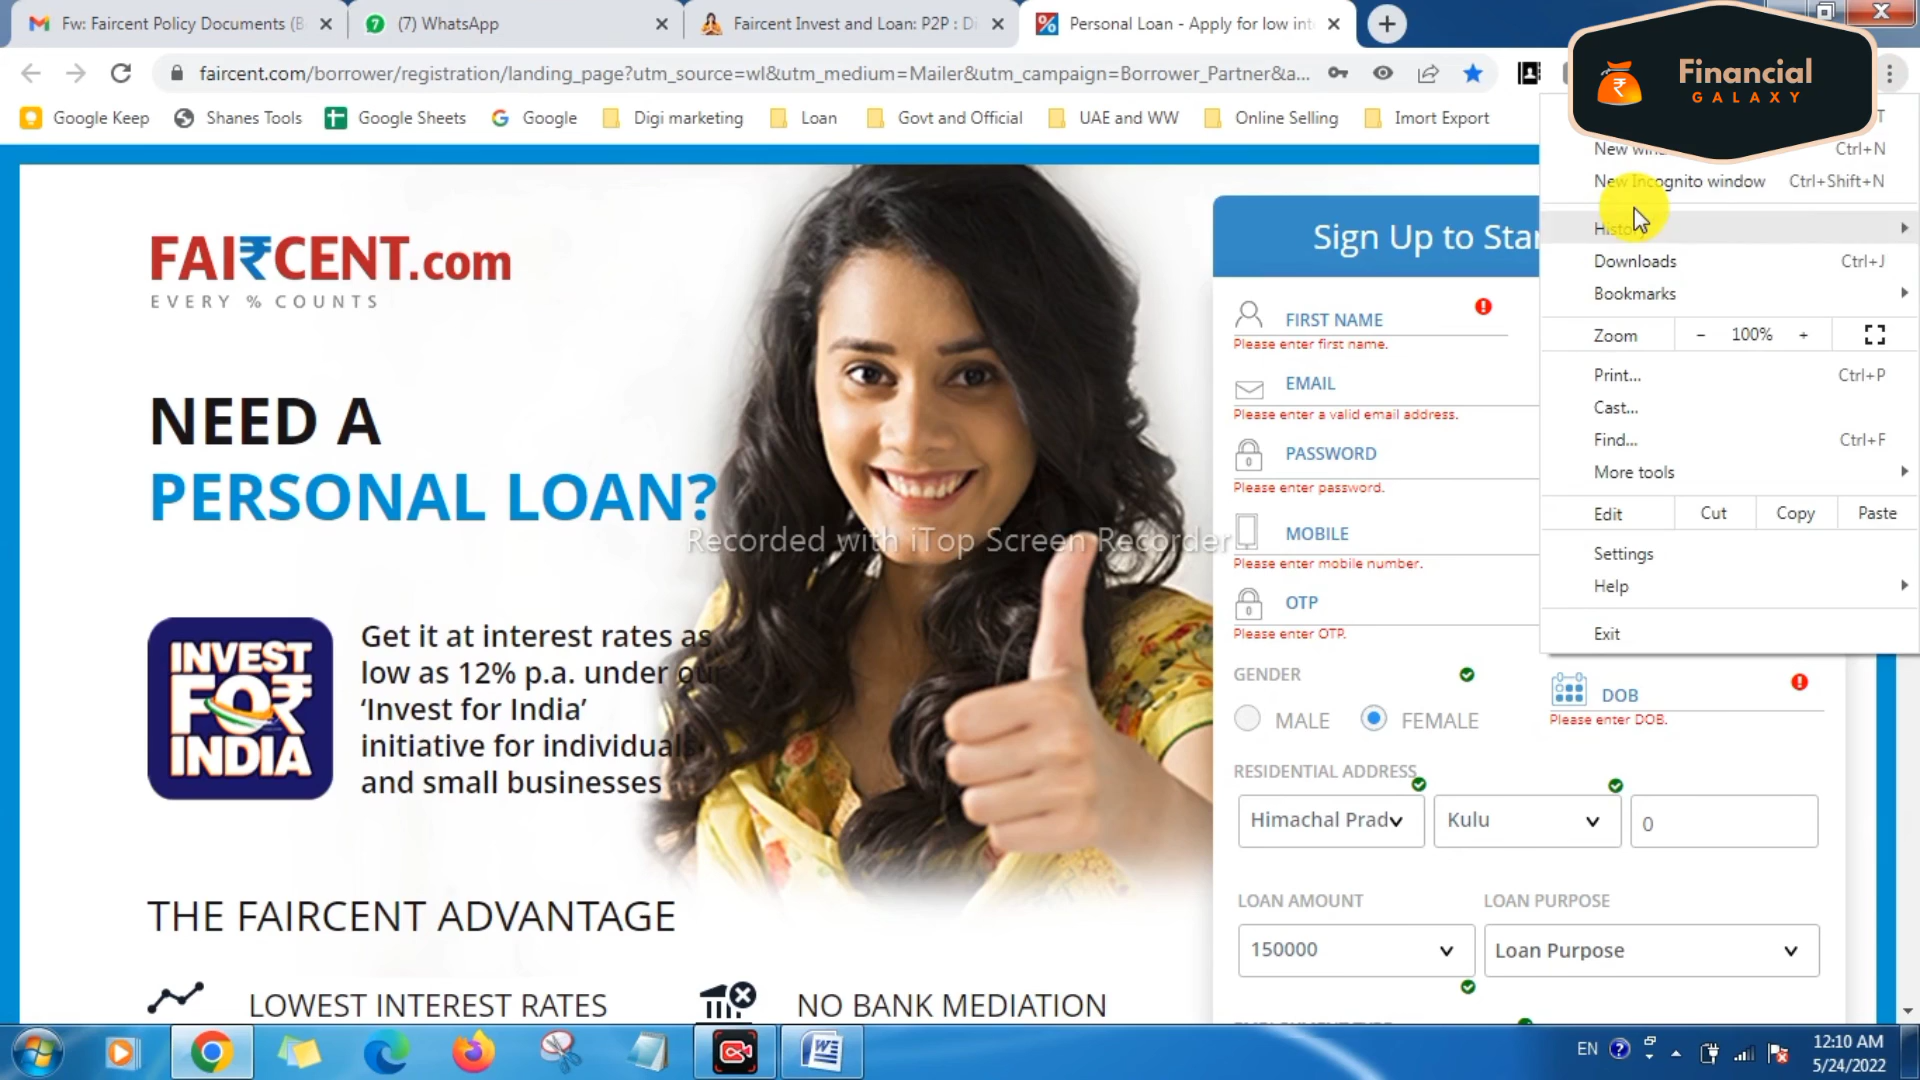 Fw: Faircent Policy Documents (B
(7) WhatsApp
Faircent Invest and Loan: P2P : Di
Personal Loan - Apply for low int
faircent.com/borrower/registration/landing_page?utm_source=wl&utm_medium=Mailer&utm_campaign=Borrower_Partner&a...
Financial
GALAXY
Google Keep
Shanes Tools
Google Sheets
Google
Digi marketing
Loan
Govt and Official
UAE and WW
Online Selling
Imort Export
T
New Ctrl+N
New Incognito window Ctrl+Shift+N
History
Downloads Ctrl+J
Bookmarks
Zoom - 100% +
Print... Ctrl+P
Cast...
Find... Ctrl+F
More tools
Edit Cut Copy Paste
Settings
Help
Exit
FAI₹CENT.com
EVERY % COUNTS
NEED A
PERSONAL LOAN?
INVEST
FO₹
INDIA
Get it at interest rates as
low as 12% p.a. under our
‘Invest for India’
initiative for individuals
and small businesses
THE FAIRCENT ADVANTAGE
LOWEST INTEREST RATES
NO BANK MEDIATION
Recorded with iTop Screen Recorder
Sign Up to Star
FIRST NAME
Please enter first name.
EMAIL
Please enter a valid email address.
PASSWORD
Please enter password.
MOBILE
Please enter mobile number.
OTP
Please enter OTP.
GENDER
MALE FEMALE
DOB
Please enter DOB.
RESIDENTIAL ADDRESS
Himachal Prad
Kulu
0
LOAN AMOUNT
LOAN PURPOSE
150000
Loan Purpose
EN
12:10 AM
5/24/2022